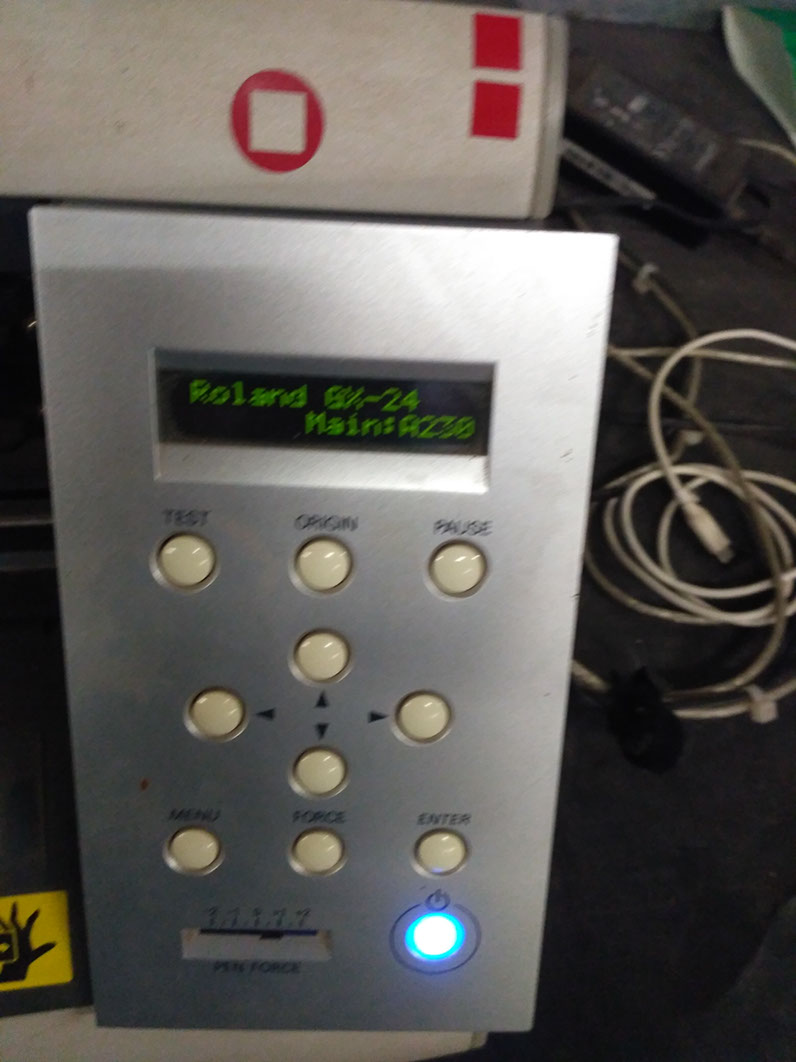 Roland GX-24
Main:A230
TEST ORIGIN PAUSE
MENU FORCE ENTER
PEN FORCE